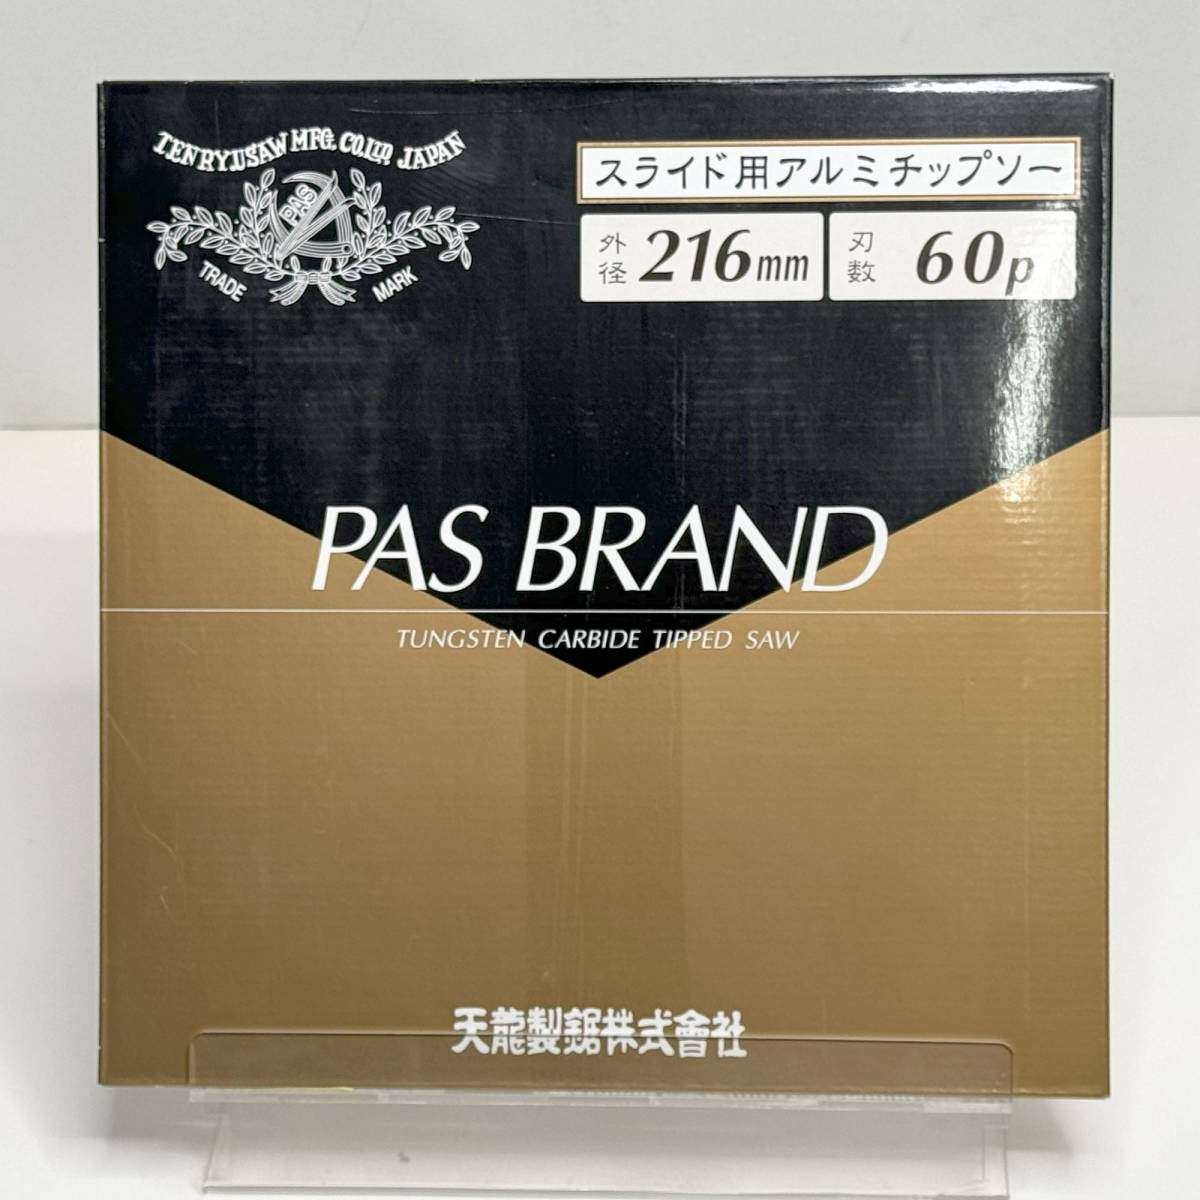 TENRYU SAW MFG. CO.LTD. JAPAN
PAS
TRADE MARK
スライド用アルミチップソー
外径 216mm
刃数 60p
PAS BRAND
TUNGSTEN CARBIDE TIPPED SAW
天龍製鋸株式會社